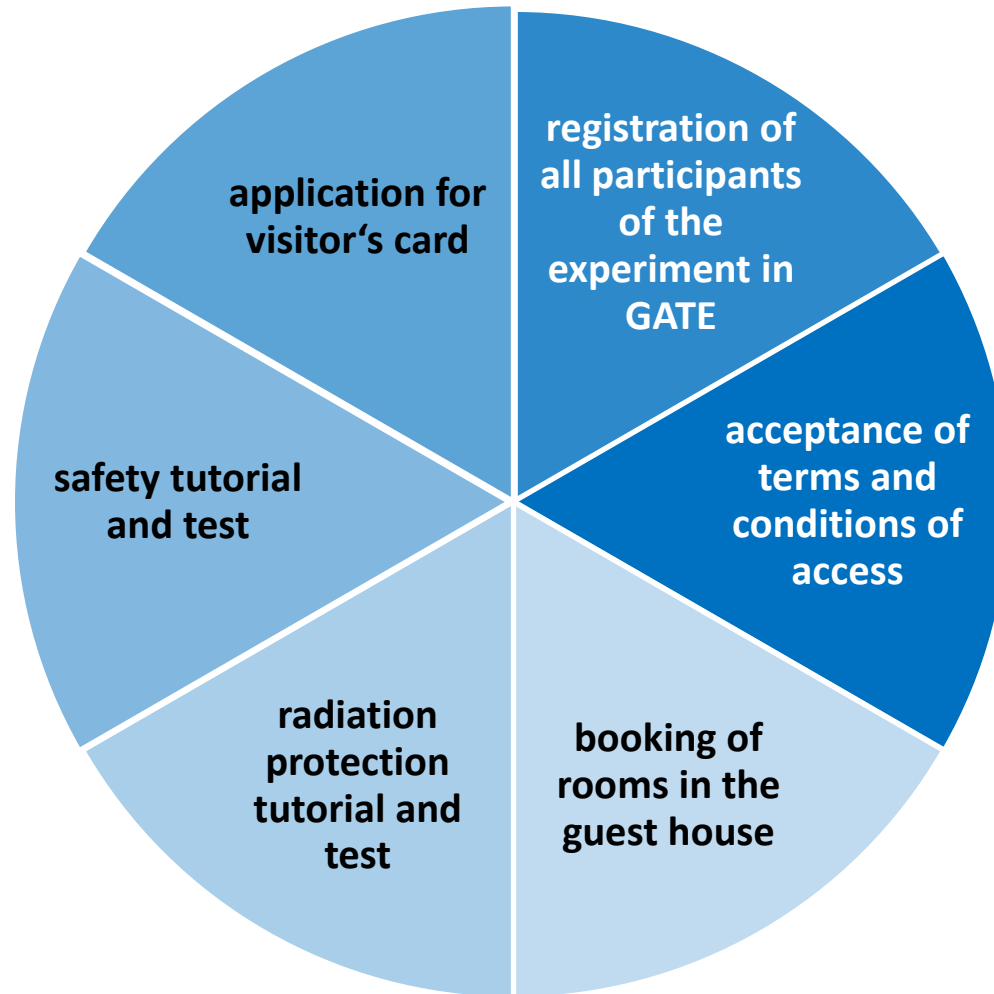 registration of
all participants
of the
experiment in
GATE
acceptance of
terms and
conditions of
access
booking of
rooms in the
guest house
radiation
protection
tutorial and
test
safety tutorial
and test
application for
visitor‘s card